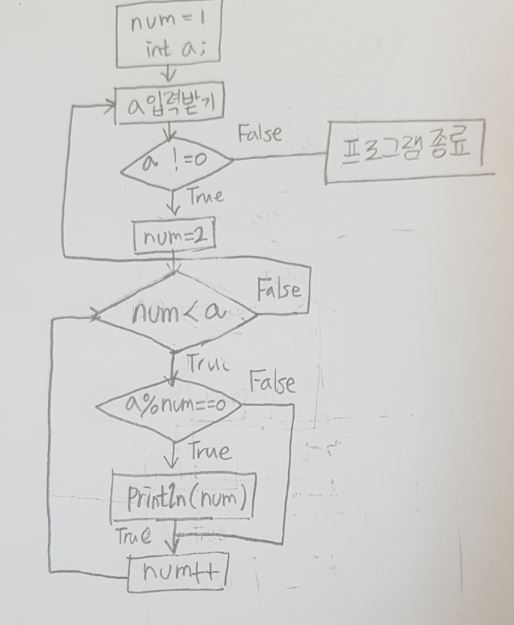 num=1
int a;
a입력받기
False
a !=0
프로그램 종료
True
num=2
False
num<a
True
False
a%num==0
True
Println(num)
True
num++